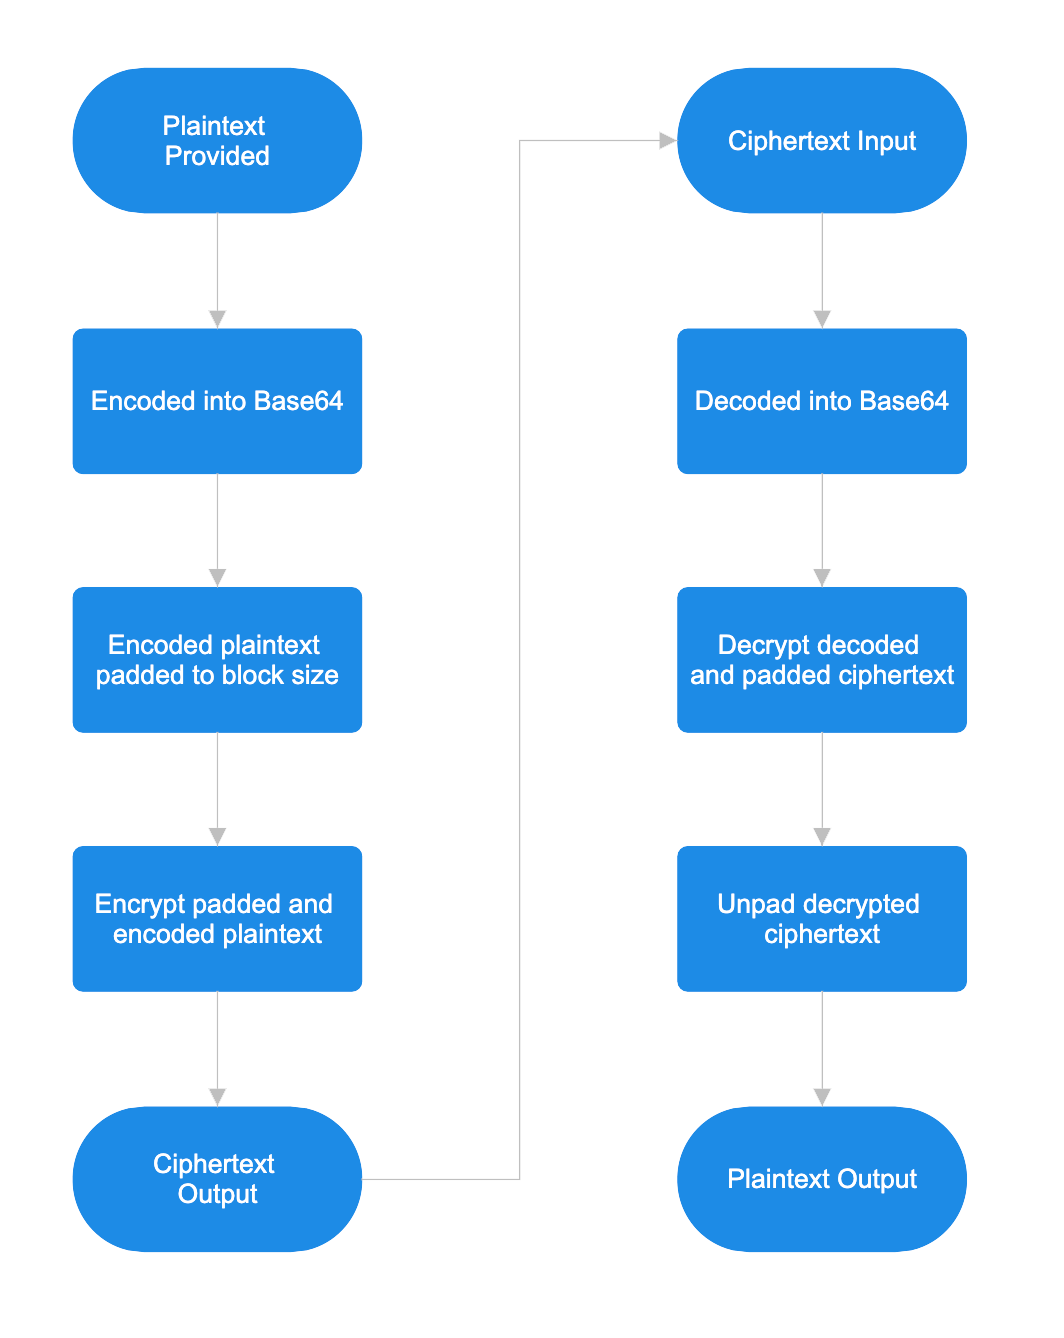 Plaintext
Provided
Encoded into Base64
Encoded plaintext
padded to block size
Encrypt padded and
encoded plaintext
Ciphertext
Output
Ciphertext Input
Decoded into Base64
Decrypt decoded
and padded ciphertext
Unpad decrypted
ciphertext
Plaintext Output